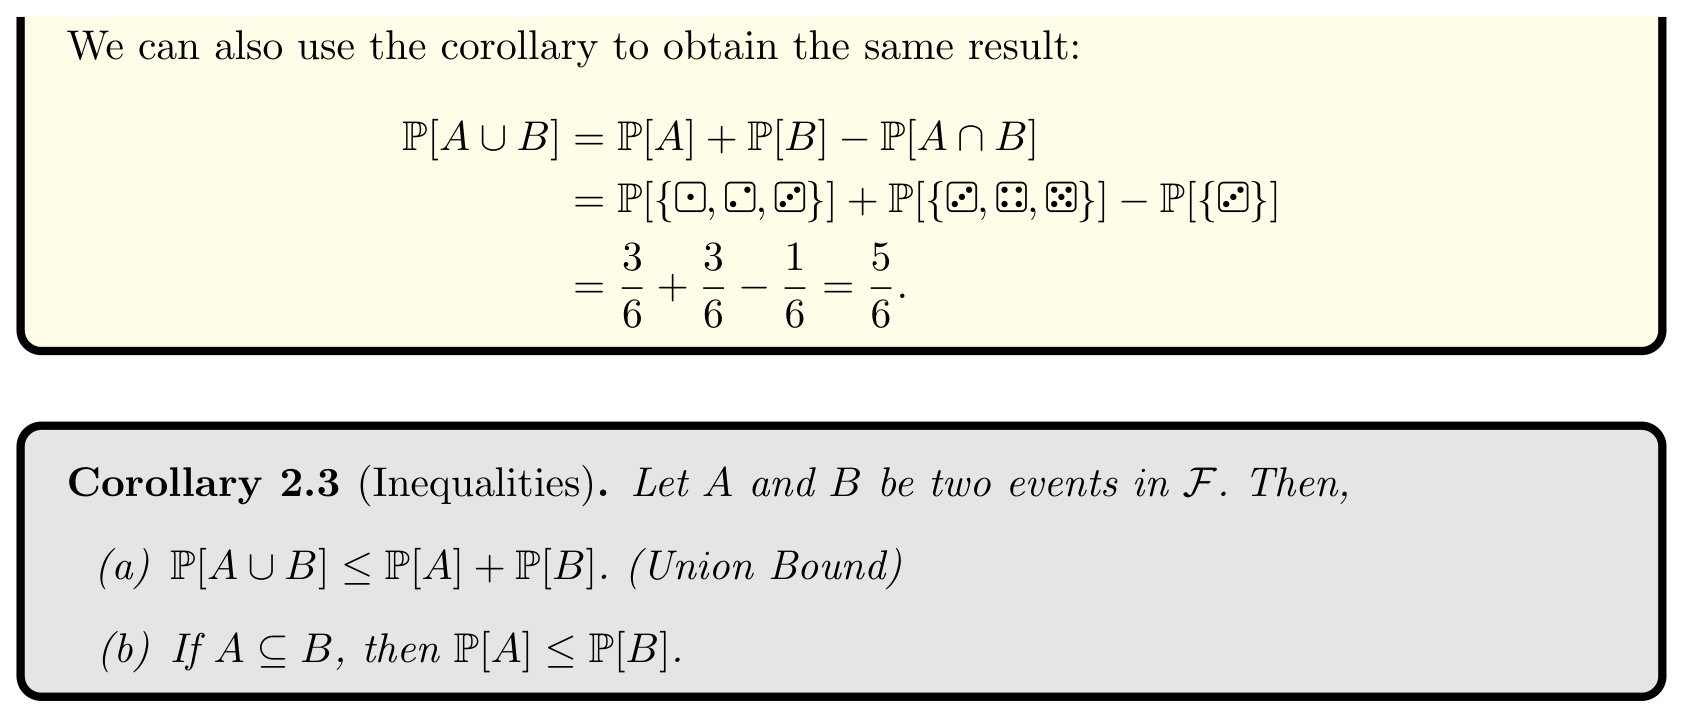 We can also use the corollary to obtain the same result:
ℙ[A ∪ B] = ℙ[A] + ℙ[B] − ℙ[A ∩ B]
= ℙ[{⚀, ⚁, ⚂}] + ℙ[{⚂, ⚃, ⚄}] − ℙ[{⚂}]
= 3/6 + 3/6 − 1/6 = 5/6.
Corollary 2.3 (Inequalities). Let A and B be two events in ℱ. Then,
(a) ℙ[A ∪ B] ≤ ℙ[A] + ℙ[B]. (Union Bound)
(b) If A ⊆ B, then ℙ[A] ≤ ℙ[B].